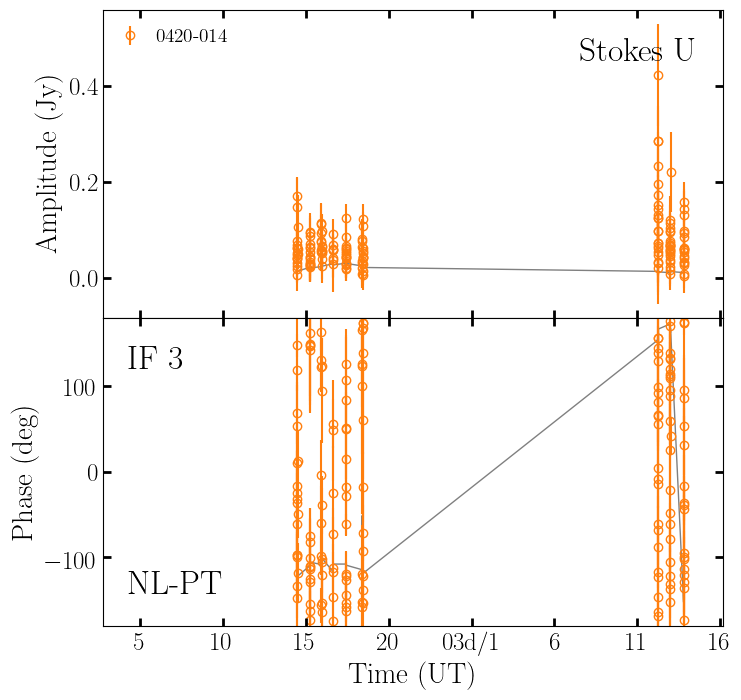 0420-014
Stokes U
Amplitude (Jy)
0.4
0.2
0.0
IF 3
Phase (deg)
100
0
−100
NL-PT
5 10 15 20 03d/1 6 11 16
Time (UT)